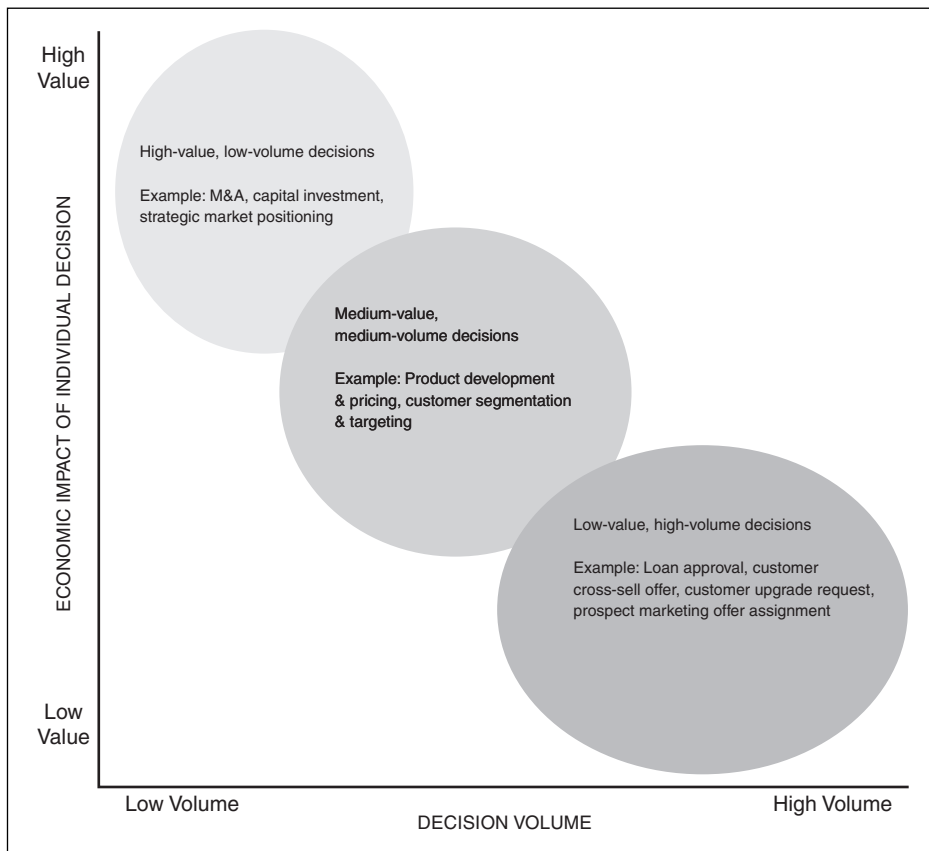 High
Value
High-value, low-volume decisions
Example: M&A, capital investment,
strategic market positioning
Medium-value,
medium-volume decisions
Example: Product development
& pricing, customer segmentation
& targeting
Low-value, high-volume decisions
Example: Loan approval, customer
cross-sell offer, customer upgrade request,
prospect marketing offer assignment
ECONOMIC IMPACT OF INDIVIDUAL DECISION
Low
Value
Low Volume
High Volume
DECISION VOLUME